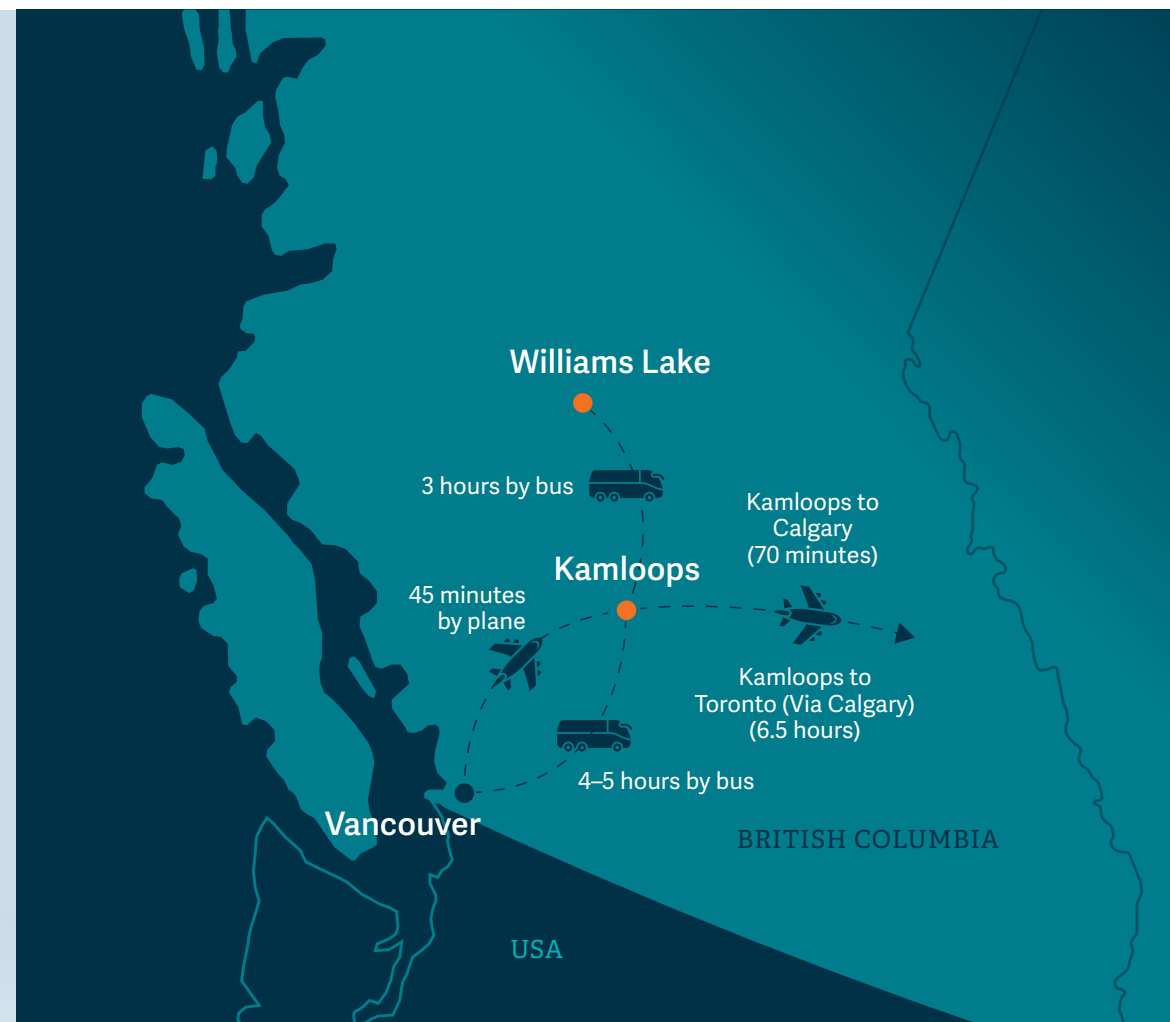 Williams Lake
3 hours by bus
Kamloops to
Calgary
(70 minutes)
Kamloops
45 minutes
by plane
Kamloops to
Toronto (Via Calgary)
(6.5 hours)
4–5 hours by bus
Vancouver
BRITISH COLUMBIA
USA